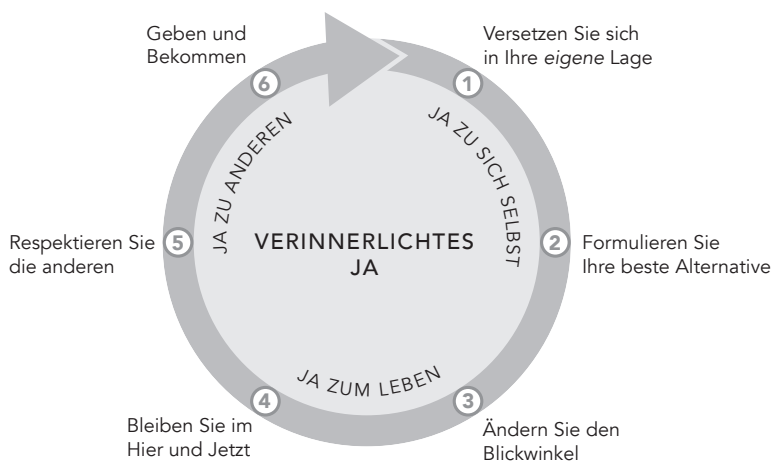 Geben und
Bekommen
6
Versetzen Sie sich
in Ihre eigene Lage
1
JA ZU SICH SELBST
2
Formulieren Sie
Ihre beste Alternative
3
Ändern Sie den
Blickwinkel
JA ZUM LEBEN
4
Bleiben Sie im
Hier und Jetzt
5
Respektieren Sie
die anderen
JA ZU ANDEREN
VERINNERLICHTES
JA